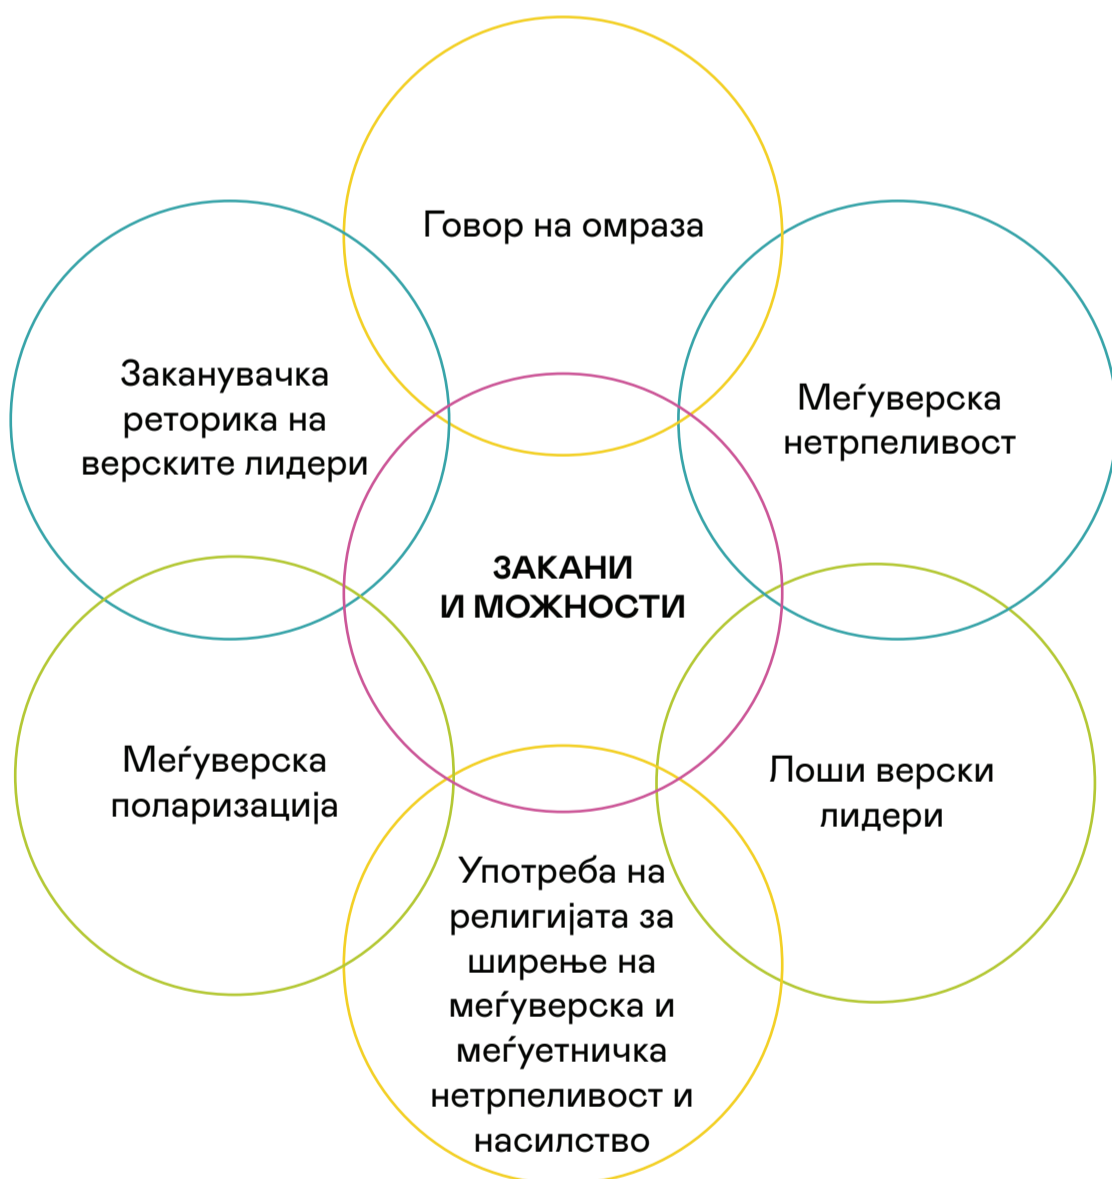 Говор на омраза
Заканувачка
реторика на
верските лидери
Меѓуверска
нетрпеливост
ЗАКАНИ
И МОЖНОСТИ
Меѓуверска
поларизација
Лоши верски
лидери
Употреба на
религијата за
ширење на
меѓуверска и
меѓуетничка
нетрпеливост и
насилство